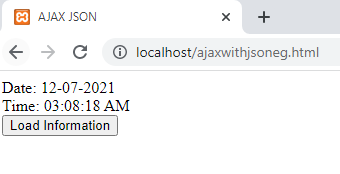 AJAX JSON
localhost/ajaxwithjsoneg.html
Date: 12-07-2021
Time: 03:08:18 AM
Load Information